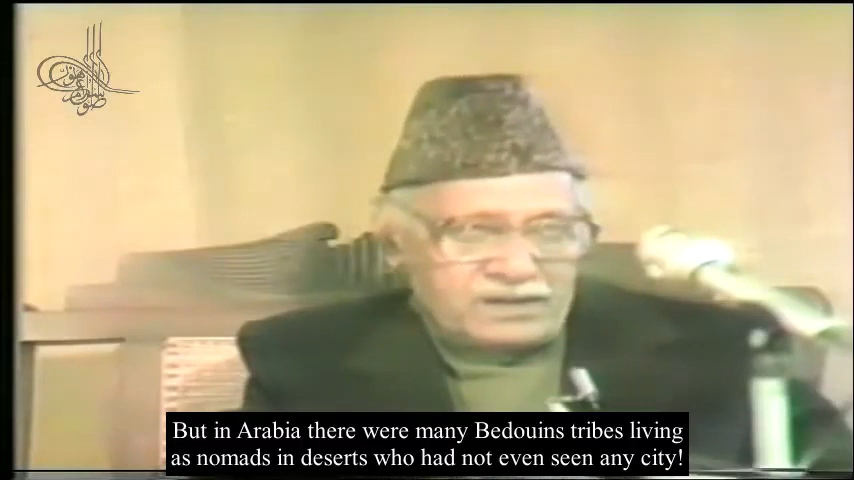 But in Arabia there were many Bedouins tribes living
as nomads in deserts who had not even seen any city!